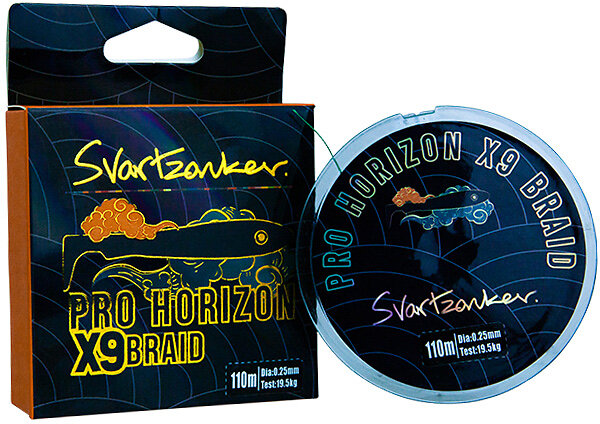 Svartzonker.
PRO HORIZON
X9 BRAID
110m
Dia:0.25mm
Test:19.5kg
PRO HORIZON X9 BRAID
Svartzonker.
110m
Dia:0.25mm
Test:19.5kg